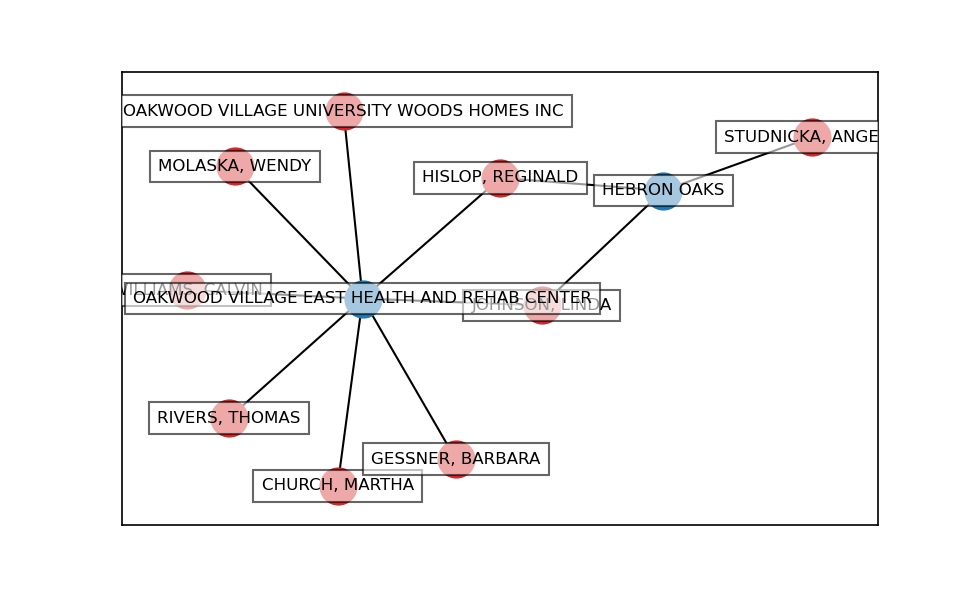 OAKWOOD VILLAGE UNIVERSITY WOODS HOMES INC
STUDNICKA, ANGE
MOLASKA, WENDY
HISLOP, REGINALD
HEBRON OAKS
WILLIAMS, CALVIN
OAKWOOD VILLAGE EAST HEALTH AND REHAB CENTER
JOHNSON, LINDA
RIVERS, THOMAS
GESSNER, BARBARA
CHURCH, MARTHA